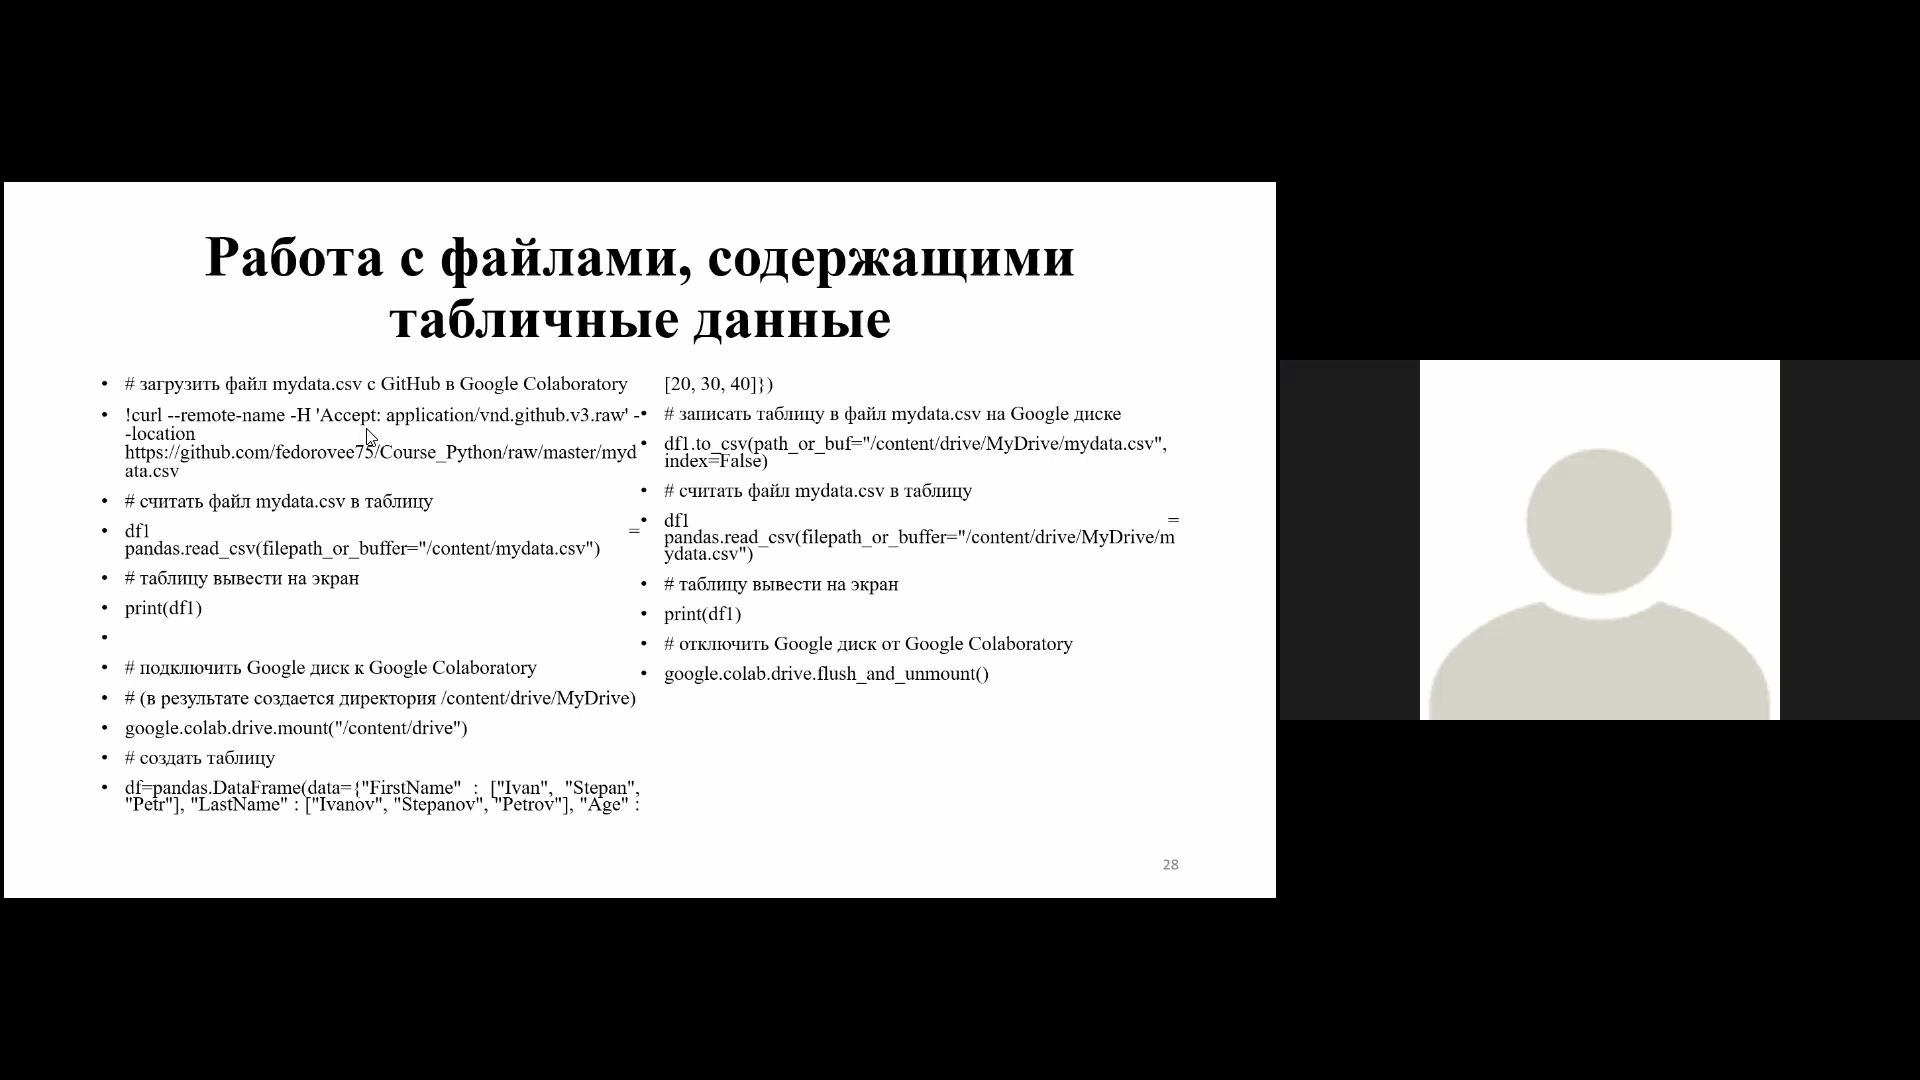 Работа с файлами, содержащими
табличные данные
• # загрузить файл mydata.csv с GitHub в Google Colaboratory
• !curl --remote-name -H 'Accept: application/vnd.github.v3.raw' -
-location
https://github.com/fedorovee75/Course_Python/raw/master/myd
ata.csv
• # считать файл mydata.csv в таблицу
• df1 =
pandas.read_csv(filepath_or_buffer="/content/mydata.csv")
• # таблицу вывести на экран
• print(df1)
•
• # подключить Google диск к Google Colaboratory
• # (в результате создается директория /content/drive/MyDrive)
• google.colab.drive.mount("/content/drive")
• # создать таблицу
• df=pandas.DataFrame(data={"FirstName" : ["Ivan", "Stepan",
"Petr"], "LastName" : ["Ivanov", "Stepanov", "Petrov"], "Age" :
[20, 30, 40]})
• # записать таблицу в файл mydata.csv на Google диске
• df1.to_csv(path_or_buf="/content/drive/MyDrive/mydata.csv",
index=False)
• # считать файл mydata.csv в таблицу
• df1 =
pandas.read_csv(filepath_or_buffer="/content/drive/MyDrive/m
ydata.csv")
• # таблицу вывести на экран
• print(df1)
• # отключить Google диск от Google Colaboratory
• google.colab.drive.flush_and_unmount()
28